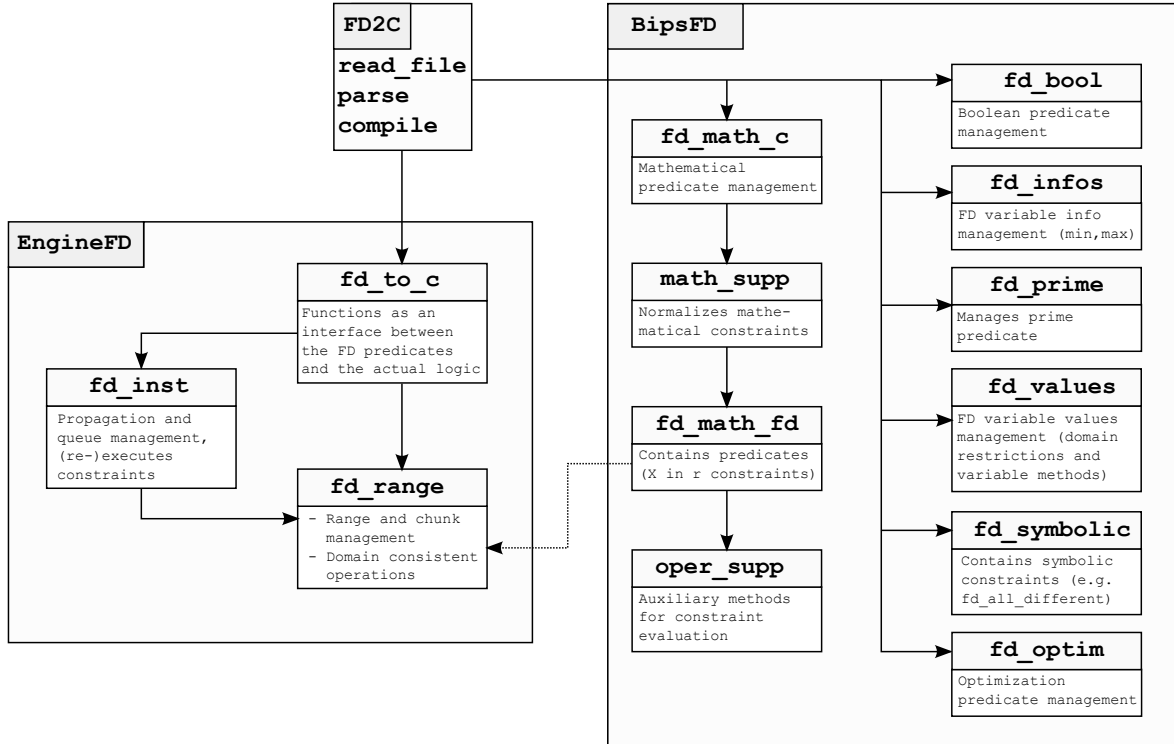 FD2C
read_file
parse
compile
EngineFD
fd_to_c
Functions as an
interface between
the FD predicates
and the actual logic
fd_inst
Propagation and
queue management,
(re-)executes
constraints
fd_range
- Range and chunk
management
- Domain consistent
operations
BipsFD
fd_math_c
Mathematical
predicate management
math_supp
Normalizes mathe-
matical constraints
fd_math_fd
Contains predicates
(X in r constraints)
oper_supp
Auxiliary methods
for constraint
evaluation
fd_bool
Boolean predicate
management
fd_infos
FD variable info
management (min,max)
fd_prime
Manages prime
predicate
fd_values
FD variable values
management (domain
restrictions and
variable methods)
fd_symbolic
Contains symbolic
constraints (e.g.
fd_all_different)
fd_optim
Optimization
predicate management